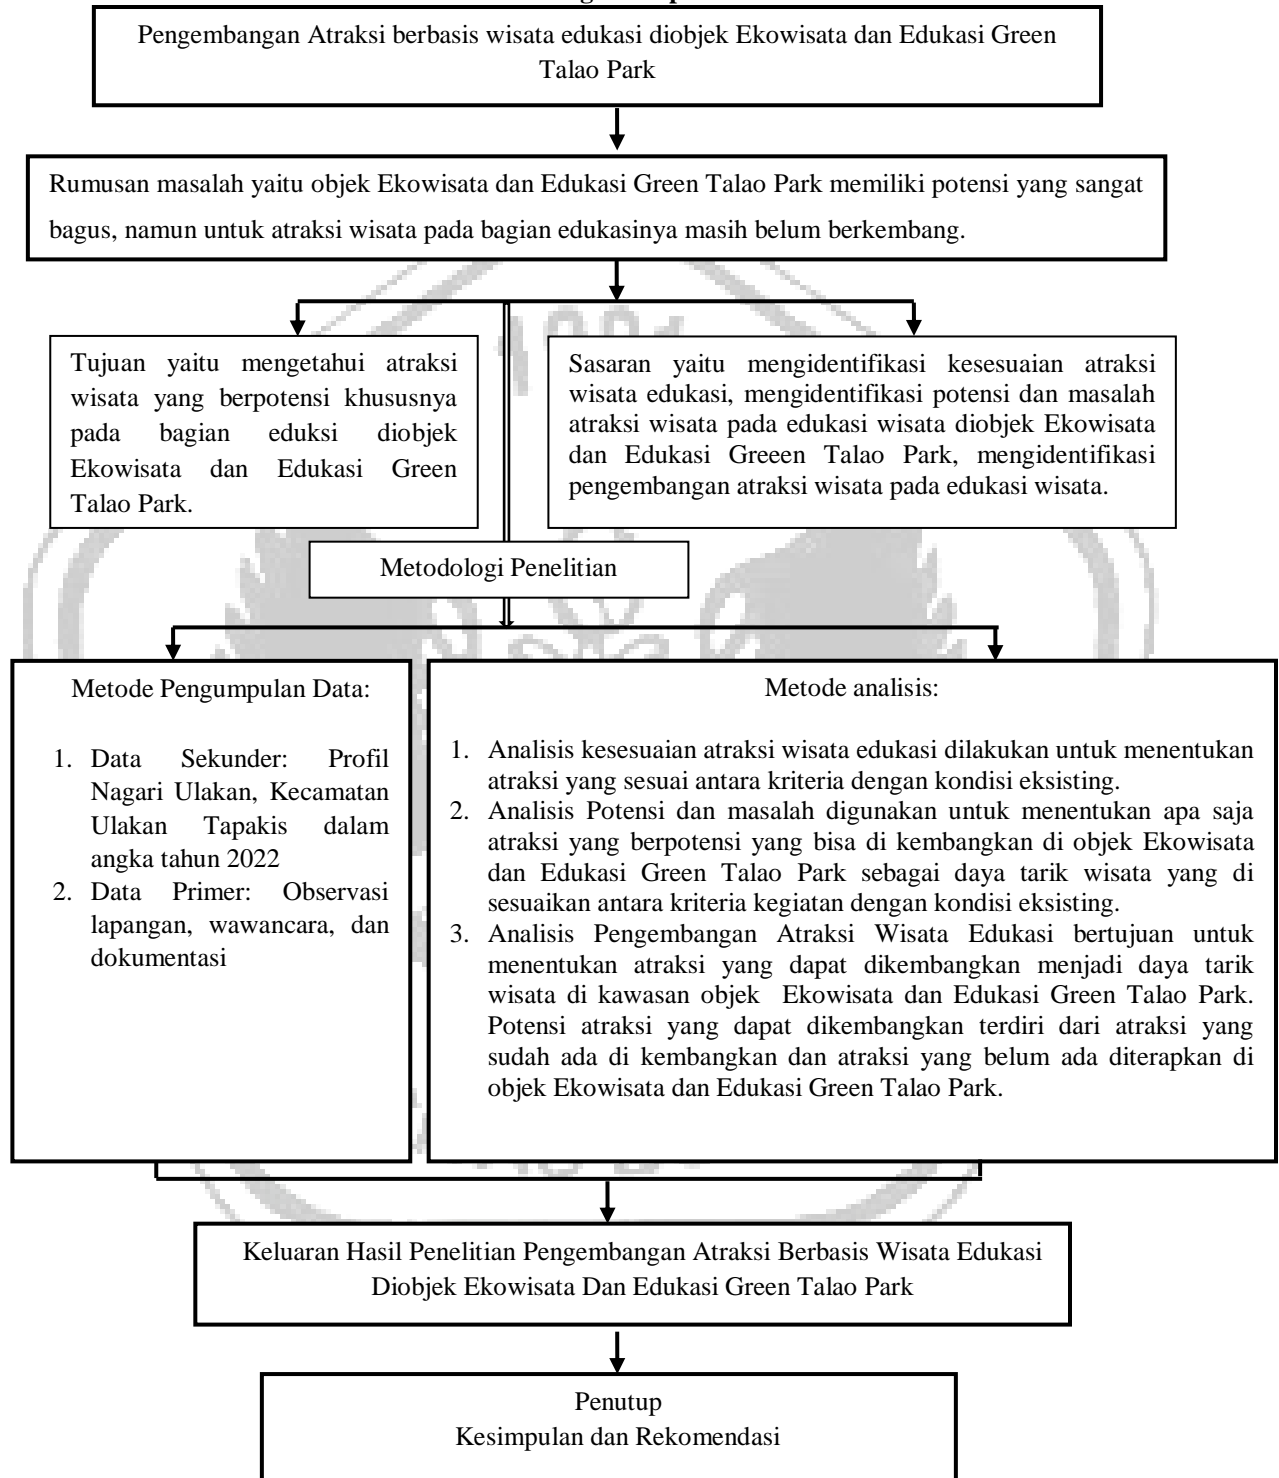 Pengembangan Atraksi berbasis wisata edukasi diobjek Ekowisata dan Edukasi Green
Talao Park
Rumusan masalah yaitu objek Ekowisata dan Edukasi Green Talao Park memiliki potensi yang sangat
bagus, namun untuk atraksi wisata pada bagian edukasinya masih belum berkembang.
Tujuan yaitu mengetahui atraksi
wisata yang berpotensi khususnya
pada bagian eduksi diobjek
Ekowisata dan Edukasi Green
Talao Park.
Sasaran yaitu mengidentifikasi kesesuaian atraksi
wisata edukasi, mengidentifikasi potensi dan masalah
atraksi wisata pada edukasi wisata diobjek Ekowisata
dan Edukasi Greeen Talao Park, mengidentifikasi
pengembangan atraksi wisata pada edukasi wisata.
Metodologi Penelitian
Metode Pengumpulan Data:
1. Data Sekunder: Profil
Nagari Ulakan, Kecamatan
Ulakan Tapakis dalam
angka tahun 2022
2. Data Primer: Observasi
lapangan, wawancara, dan
dokumentasi
Metode analisis:
1. Analisis kesesuaian atraksi wisata edukasi dilakukan untuk menentukan
atraksi yang sesuai antara kriteria dengan kondisi eksisting.
2. Analisis Potensi dan masalah digunakan untuk menentukan apa saja
atraksi yang berpotensi yang bisa di kembangkan di objek Ekowisata
dan Edukasi Green Talao Park sebagai daya tarik wisata yang di
sesuaikan antara kriteria kegiatan dengan kondisi eksisting.
3. Analisis Pengembangan Atraksi Wisata Edukasi bertujuan untuk
menentukan atraksi yang dapat dikembangkan menjadi daya tarik
wisata di kawasan objek Ekowisata dan Edukasi Green Talao Park.
Potensi atraksi yang dapat dikembangkan terdiri dari atraksi yang
sudah ada di kembangkan dan atraksi yang belum ada diterapkan di
objek Ekowisata dan Edukasi Green Talao Park.
Keluaran Hasil Penelitian Pengembangan Atraksi Berbasis Wisata Edukasi
Diobjek Ekowisata Dan Edukasi Green Talao Park
Penutup
Kesimpulan dan Rekomendasi